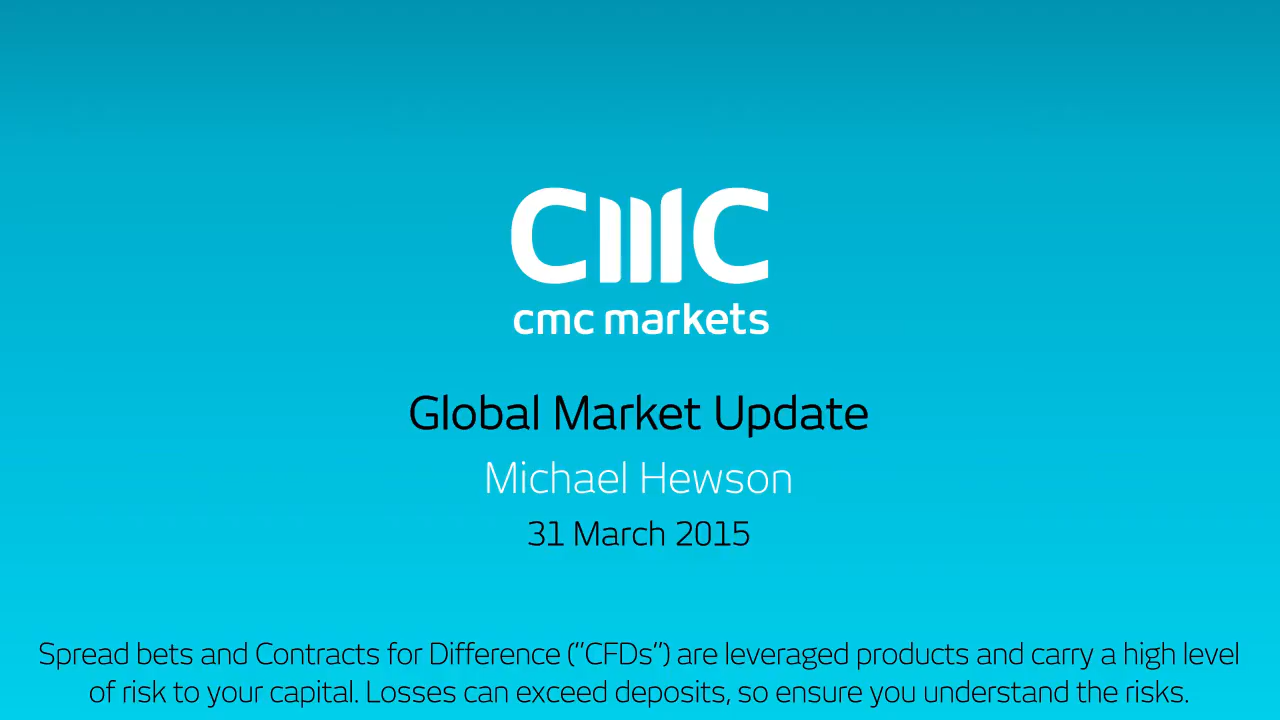 CMC
cmc markets
Global Market Update
Michael Hewson
31 March 2015
Spread bets and Contracts for Difference (“CFDs”) are leveraged products and carry a high level
of risk to your capital. Losses can exceed deposits, so ensure you understand the risks.